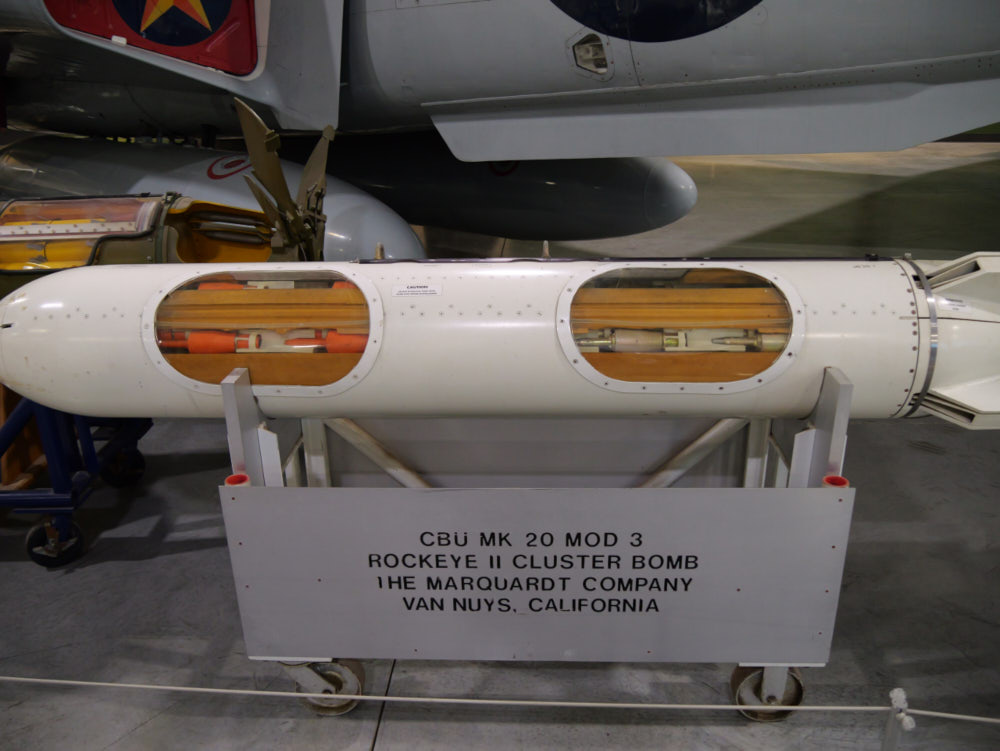 CAUTION
CBU MK 20 MOD 3
ROCKEYE II CLUSTER BOMB
THE MARQUARDT COMPANY
VAN NUYS, CALIFORNIA